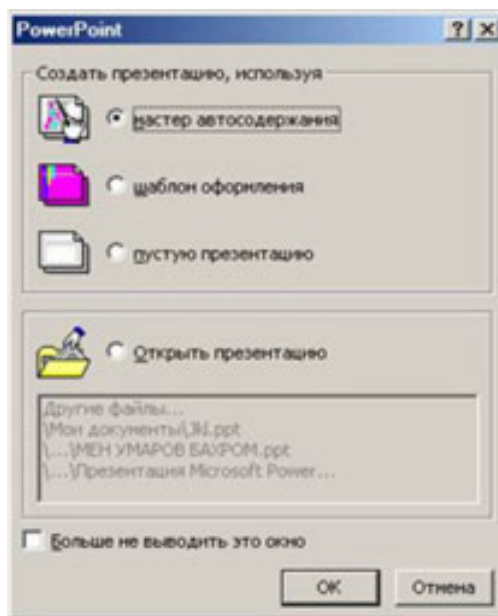 PowerPoint
Создать презентацию, используя
мастер автосодержания
шаблон оформления
пустую презентацию
Открыть презентацию
Другие файлы...
\Мои документы\Jkl.ppt
\...\МЕН УМАРОВ БАХРОМ.ppt
\...\Презентация Microsoft Power...
Больше не выводить это окно
OK Отмена